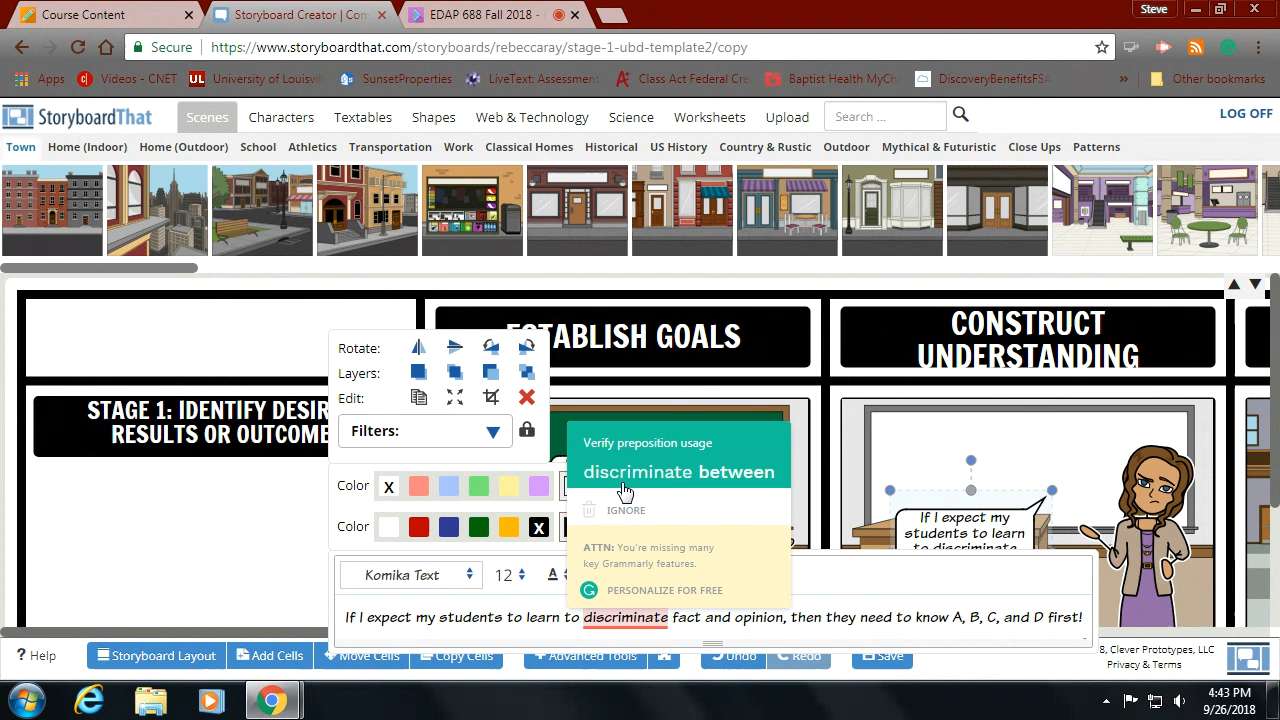 Course Content
Storyboard Creator | Con
EDAP 688 Fall 2018 -
Steve
Secure
https://www.storyboardthat.com/storyboards/rebeccaray/stage-1-ubd-template2/copy
Apps
Videos - CNET
University of Louisvil
SunsetProperties
LiveText: Assessment
Class Act Federal Cre
Baptist Health MyCh
DiscoveryBenefitsFSA
Other bookmarks
StoryboardThat
Scenes
Characters
Textables
Shapes
Web & Technology
Science
Worksheets
Upload
Search ...
LOG OFF
Town
Home (Indoor)
Home (Outdoor)
School
Athletics
Transportation
Work
Classical Homes
Historical
US History
Country & Rustic
Outdoor
Mythical & Futuristic
Close Ups
Patterns
TABLISH GOALS
CONSTRUCT
UNDERSTANDING
STAGE 1: IDENTIFY DESIR
RESULTS OR OUTCOME
Rotate:
Layers:
Edit:
Filters:
Color
X
Color
X
Verify preposition usage
discriminate between
IGNORE
ATTN: You're missing many
key Grammarly features.
PERSONALIZE FOR FREE
If I expect my
students to learn
to discriminate
Komika Text
12
A
If I expect my students to learn to discriminate fact and opinion, then they need to know A, B, C, and D first!
? Help
Storyboard Layout
Add Cells
Move Cells
Copy Cells
Advanced Tools
Undo
Redo
Save
8, Clever Prototypes, LLC
Privacy & Terms
4:43 PM
9/26/2018